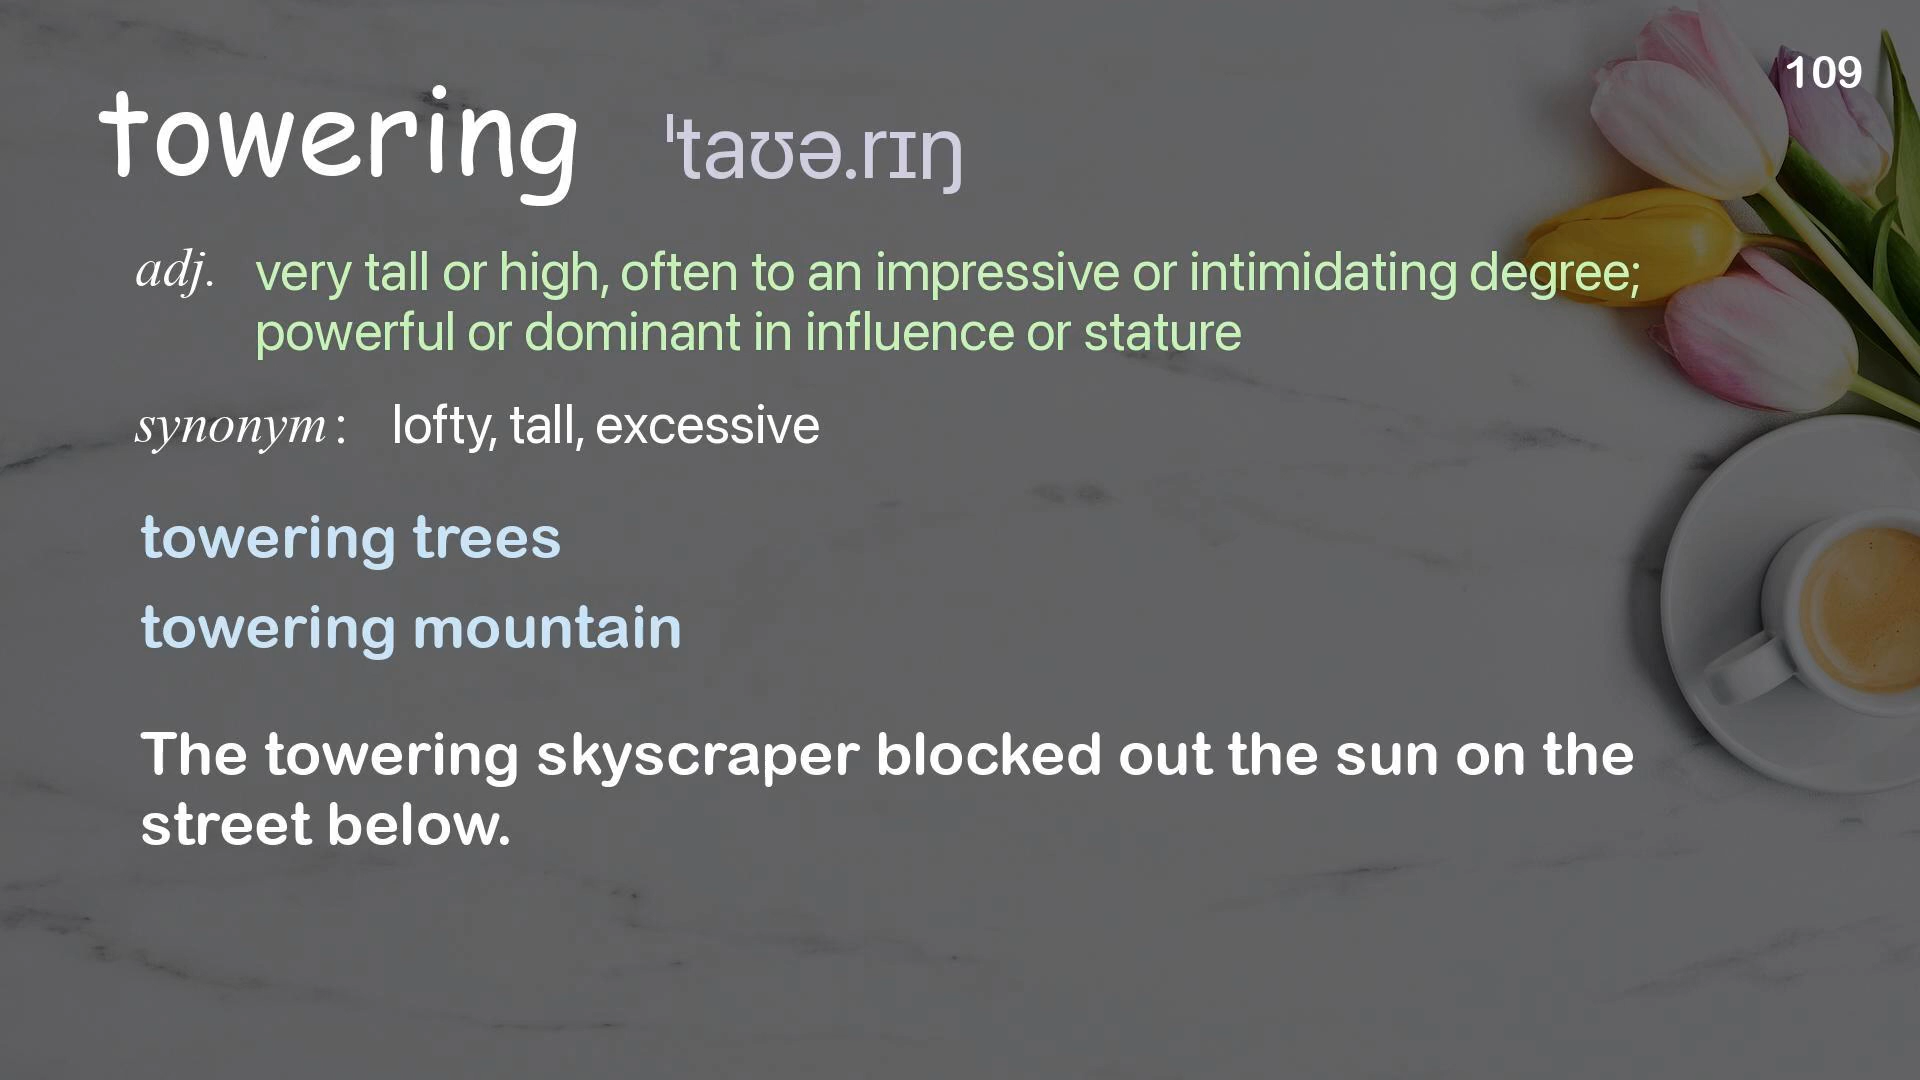 109
towering ˈtaʊə.rɪŋ
adj. very tall or high, often to an impressive or intimidating degree;
powerful or dominant in influence or stature
synonym : lofty, tall, excessive
towering trees
towering mountain
The towering skyscraper blocked out the sun on the
street below.